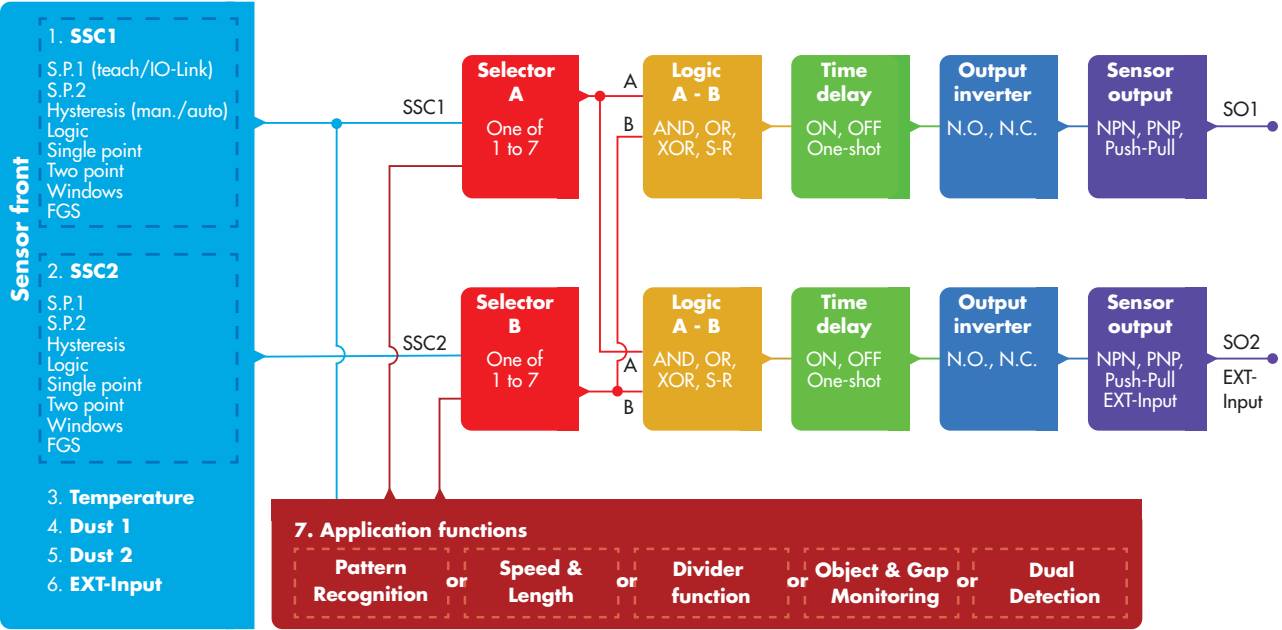 Sensor front
1. SSC1
S.P.1 (teach/IO-Link)
S.P.2
Hysteresis (man./auto)
Logic
Single point
Two point
Windows
FGS
2. SSC2
S.P.1
S.P.2
Hysteresis
Logic
Single point
Two point
Windows
FGS
3. Temperature
4. Dust 1
5. Dust 2
6. EXT-Input
SSC1
Selector
A
One of
1 to 7
A
B
Logic
A - B
AND, OR,
XOR, S-R
Time
delay
ON, OFF
One-shot
Output
inverter
N.O., N.C.
Sensor
output
NPN, PNP,
Push-Pull
SO1
SSC2
Selector
B
One of
1 to 7
A
B
Logic
A - B
AND, OR,
XOR, S-R
Time
delay
ON, OFF
One-shot
Output
inverter
N.O., N.C.
Sensor
output
NPN, PNP,
Push-Pull
EXT-Input
SO2
EXT-
Input
7. Application functions
Pattern
Recognition
or
Speed &
Length
or
Divider
function
or
Object & Gap
Monitoring
or
Dual
Detection